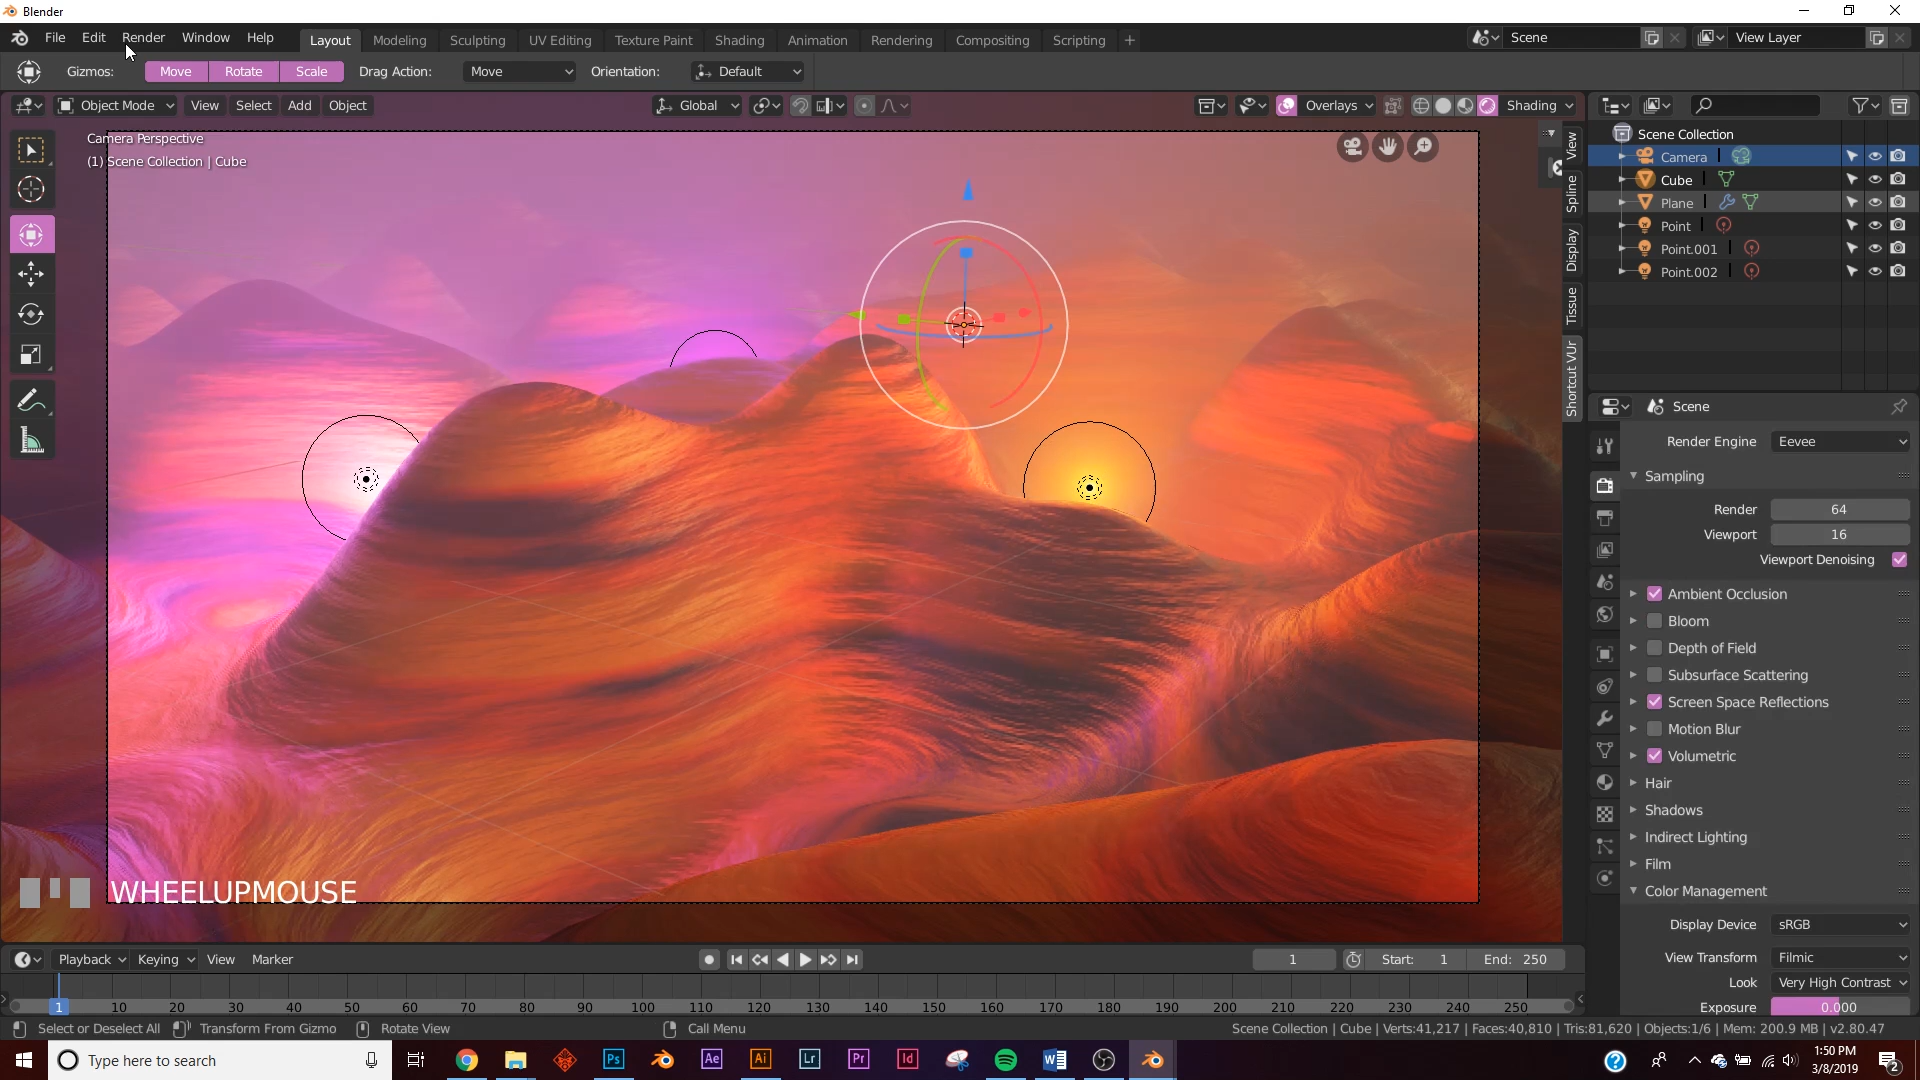 Blender
File Edit Render Window Help Layout Modeling Sculpting UV Editing Texture Paint Shading Animation Rendering Compositing Scripting + Scene View Layer
Gizmos: Move Rotate Scale Drag Action: Move Orientation: Default
Object Mode View Select Add Object Global Overlays Shading
Camera Perspective
(1) Scene Collection | Cube
View
Spline
Display
Tissue
Shortcut VUr
Scene Collection
Camera
Cube
Plane
Point
Point.001
Point.002
Scene
Render Engine Eevee
Sampling
Render 64
Viewport 16
Viewport Denoising
Ambient Occlusion
Bloom
Depth of Field
Subsurface Scattering
Screen Space Reflections
Motion Blur
Volumetric
Hair
Shadows
Indirect Lighting
Film
Color Management
Display Device sRGB
View Transform Filmic
Look Very High Contrast
Exposure 0.000
WHEELUPMOUSE
Playback Keying View Marker 1 Start: 1 End: 250
1 10 20 30 40 50 60 70 80 90 100 110 120 130 140 150 160 170 180 190 200 210 220 230 240 250
Select or Deselect All Transform From Gizmo Rotate View Call Menu Scene Collection | Cube | Verts:41,217 | Faces:40,810 | Tris:81,620 | Objects:1/6 | Mem: 200.9 MB | v2.80.47
Type here to search Ps Ae Ai Lr Pr Id 1:50 PM
3/8/2019 2